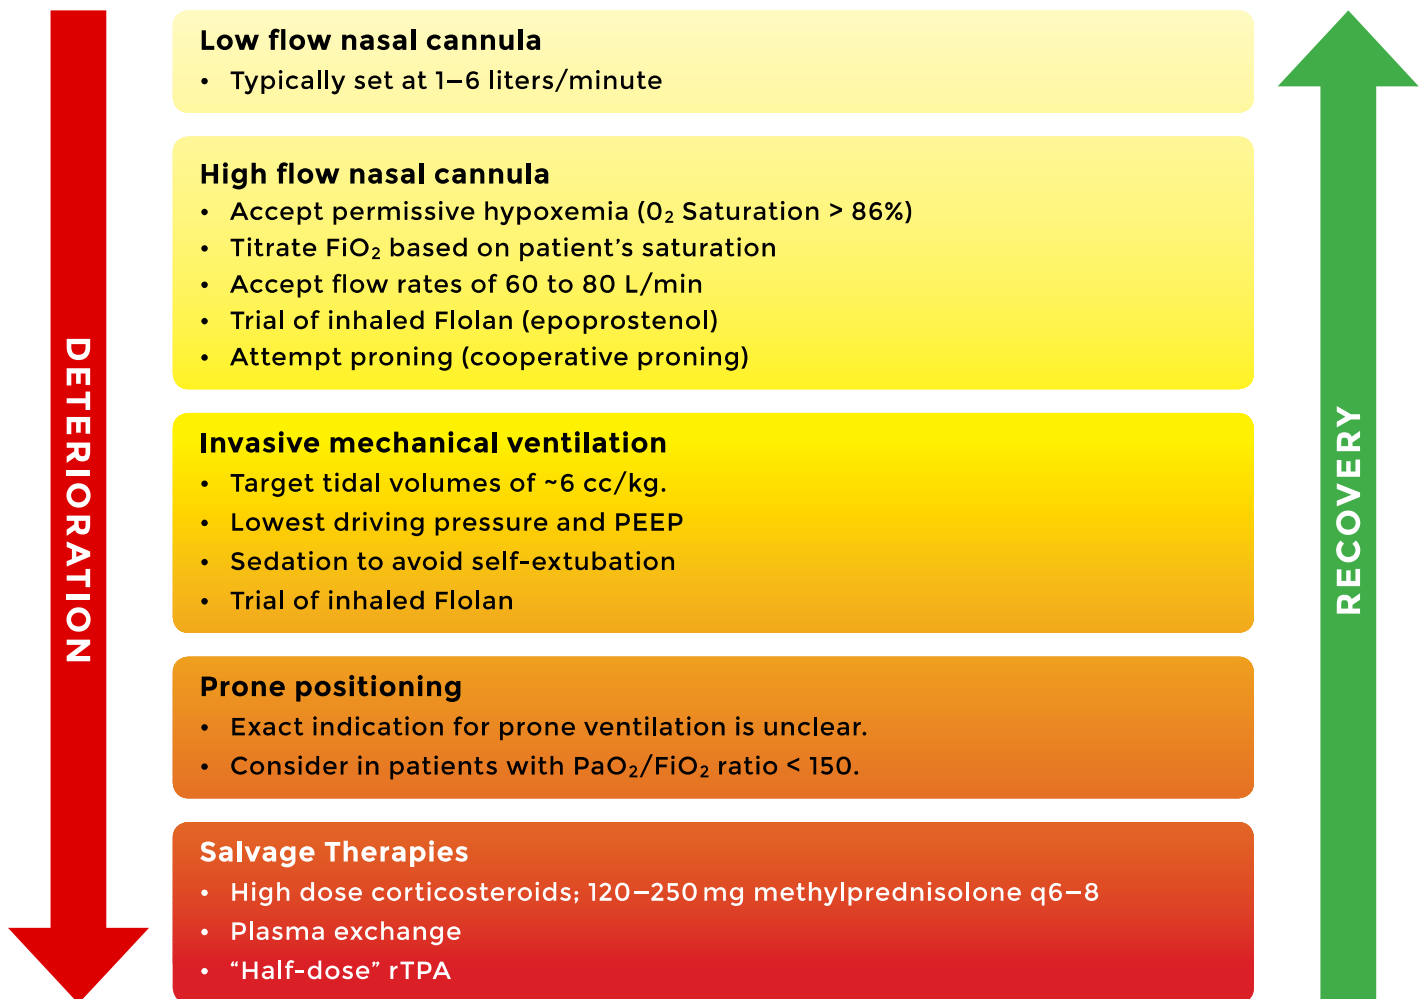 DETERIORATION
Low flow nasal cannula
• Typically set at 1–6 liters/minute
High flow nasal cannula
• Accept permissive hypoxemia (0₂ Saturation > 86%)
• Titrate FiO₂ based on patient’s saturation
• Accept flow rates of 60 to 80 L/min
• Trial of inhaled Flolan (epoprostenol)
• Attempt proning (cooperative proning)
Invasive mechanical ventilation
• Target tidal volumes of ~6 cc/kg.
• Lowest driving pressure and PEEP
• Sedation to avoid self-extubation
• Trial of inhaled Flolan
Prone positioning
• Exact indication for prone ventilation is unclear.
• Consider in patients with PaO₂/FiO₂ ratio < 150.
Salvage Therapies
• High dose corticosteroids; 120–250 mg methylprednisolone q6–8
• Plasma exchange
• “Half-dose” rTPA
RECOVERY